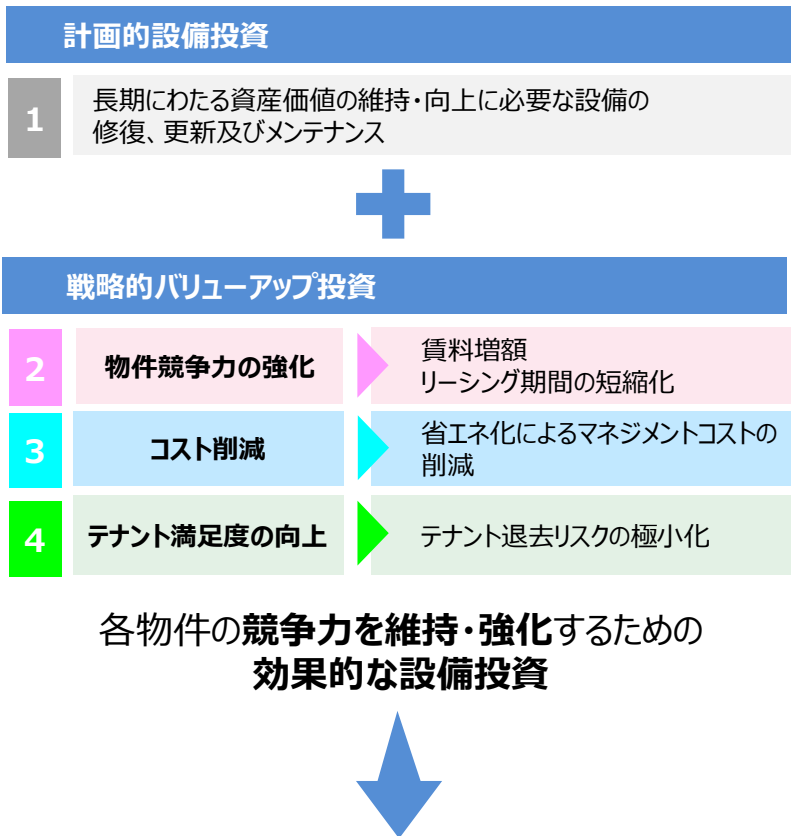 計画的設備投資
1
長期にわたる資産価値の維持・向上に必要な設備の
修復、更新及びメンテナンス
戦略的バリューアップ投資
2
物件競争力の強化
賃料増額
リーシング期間の短縮化
3
コスト削減
省エネ化によるマネジメントコストの
削減
4
テナント満足度の向上
テナント退去リスクの極小化
各物件の競争力を維持・強化するための
効果的な設備投資